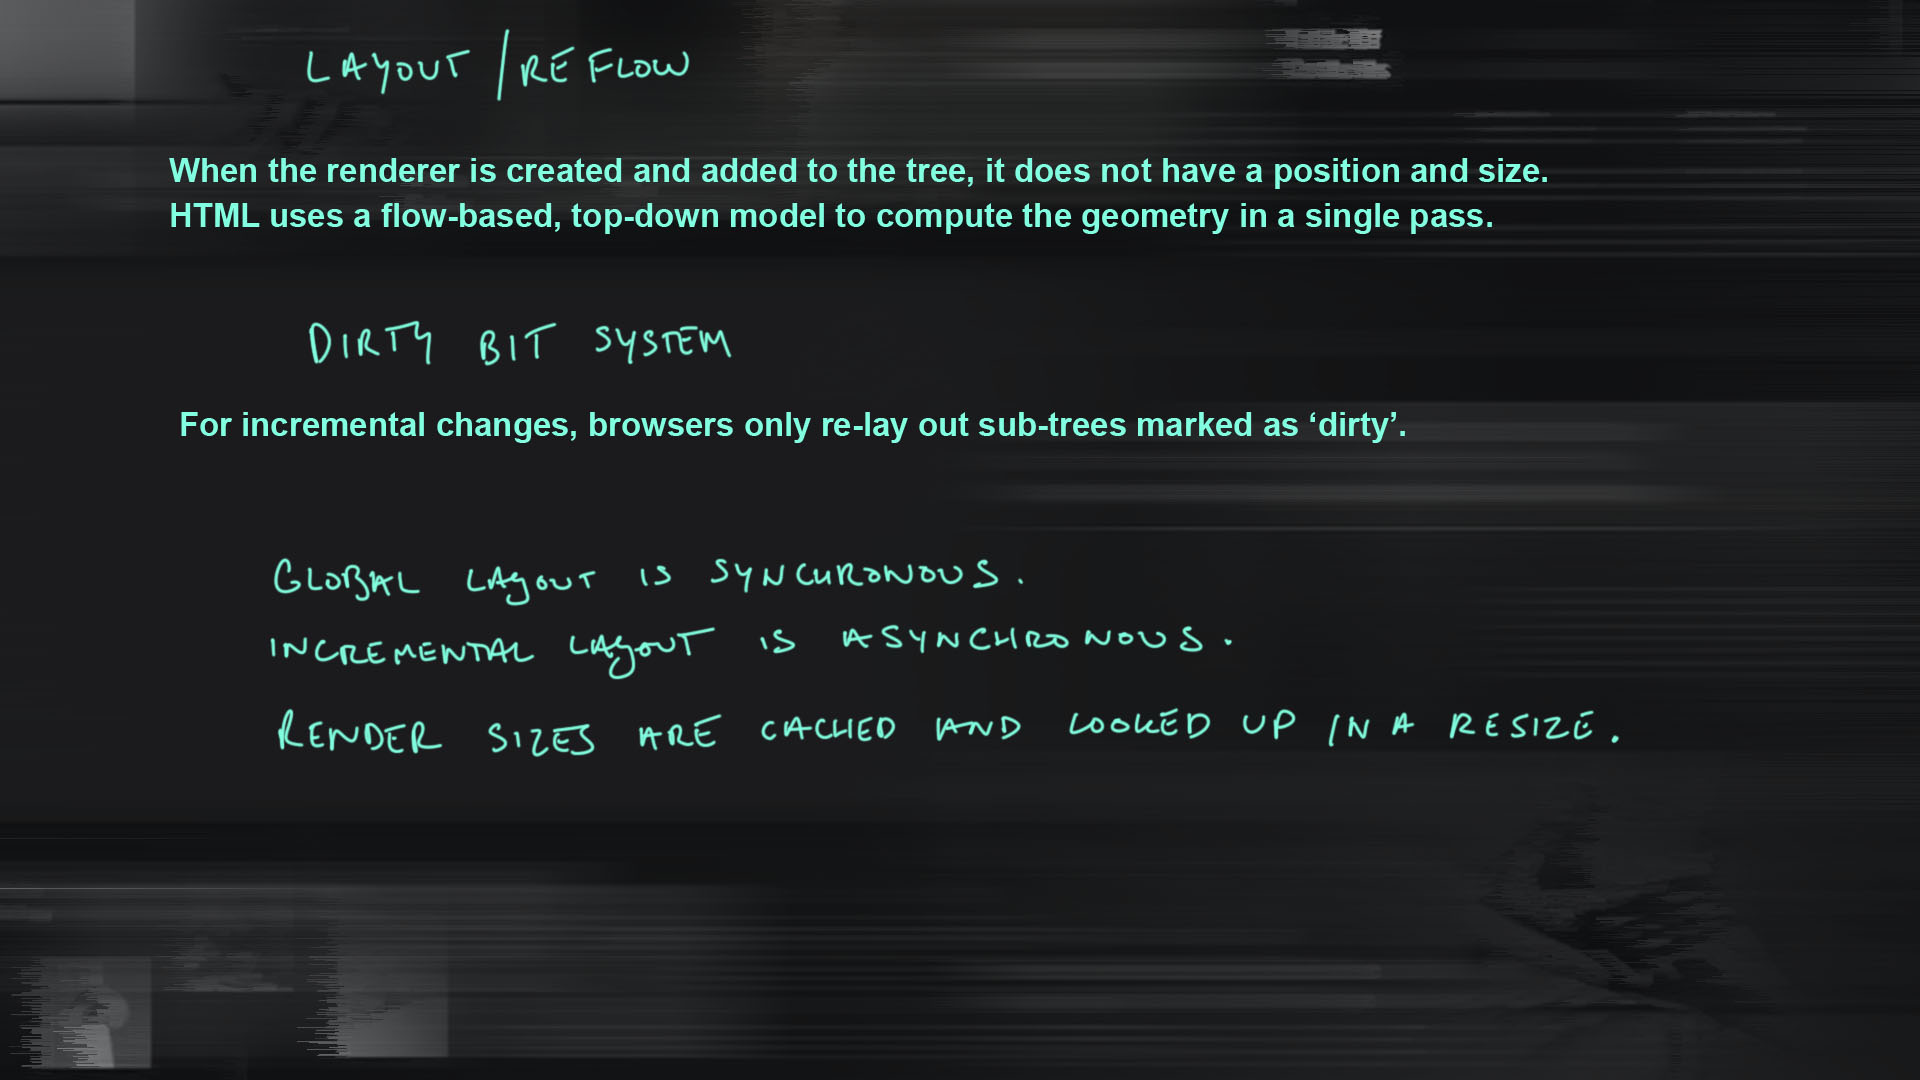 LAYOUT / REFLOW
When the renderer is created and added to the tree, it does not have a position and size.
HTML uses a flow-based, top-down model to compute the geometry in a single pass.
DIRTY BIT SYSTEM
For incremental changes, browsers only re-lay out sub-trees marked as ‘dirty’.
GLOBAL LAYOUT IS SYNCHRONOUS.
INCREMENTAL LAYOUT IS ASYNCHRONOUS.
RENDER SIZES ARE CACHED AND LOOKED UP IN A RESIZE.